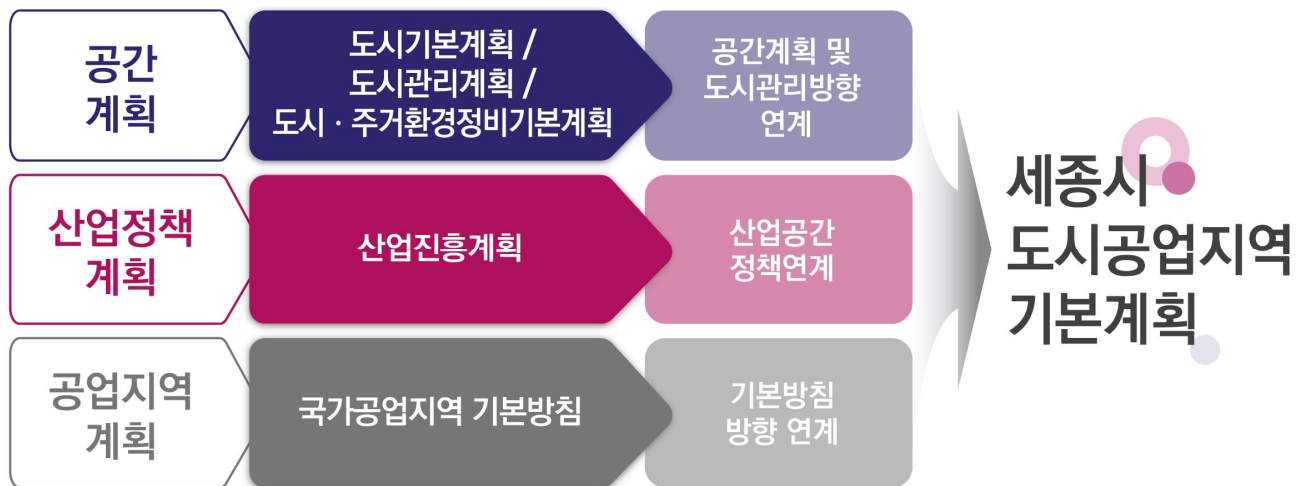 공간
계획
도시기본계획 /
도시관리계획 /
도시 · 주거환경정비기본계획
공간계획 및
도시관리방향
연계
산업정책
계획
산업진흥계획
산업공간
정책연계
공업지역
계획
국가공업지역 기본방침
기본방침
방향 연계
세종시
도시공업지역
기본계획